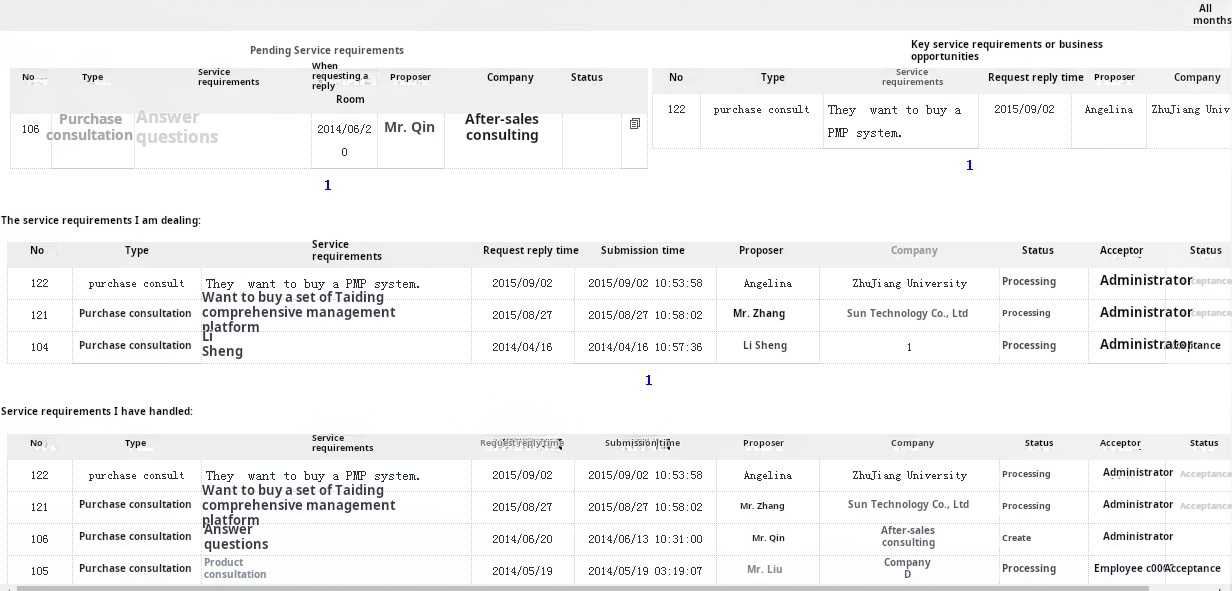 All
months
Pending Service requirements
No Type Service requirements When requesting a reply Proposer Company Status
Room
106 Purchase consultation Answer questions 2014/06/20 Mr. Qin After-sales consulting
1
Key service requirements or business
opportunities
No Type Service requirements Request reply time Proposer Company
122 purchase consult They want to buy a PMP system. 2015/09/02 Angelina ZhuJiang Univ
1
The service requirements I am dealing:
No Type Service requirements Request reply time Submission time Proposer Company Status Acceptor Status
122 purchase consult They want to buy a PMP system. 2015/09/02 2015/09/02 10:53:58 Angelina ZhuJiang University Processing Administrator ceptance
121 Purchase consultation Want to buy a set of Taiding comprehensive management platform 2015/08/27 2015/08/27 10:58:02 Mr. Zhang Sun Technology Co., Ltd Processing Administrator ceptance
104 Purchase consultation Li Sheng 2014/04/16 2014/04/16 10:57:36 Li Sheng 1 Processing Administrator ptance
1
Service requirements I have handled:
No Type Service requirements Request reply time Submission time Proposer Company Status Acceptor Status
122 purchase consult They want to buy a PMP system. 2015/09/02 2015/09/02 10:53:58 Angelina ZhuJiang University Processing Administrator Acceptance
121 Purchase consultation Want to buy a set of Taiding comprehensive management platform 2015/08/27 2015/08/27 10:58:02 Mr. Zhang Sun Technology Co., Ltd Processing Administrator Acceptance
106 Purchase consultation Answer questions 2014/06/20 2014/06/13 10:31:00 Mr. Qin After-sales consulting Create Administrator
105 Purchase consultation Product consultation 2014/05/19 2014/05/19 03:19:07 Mr. Liu Company D Processing Employee Acceptance